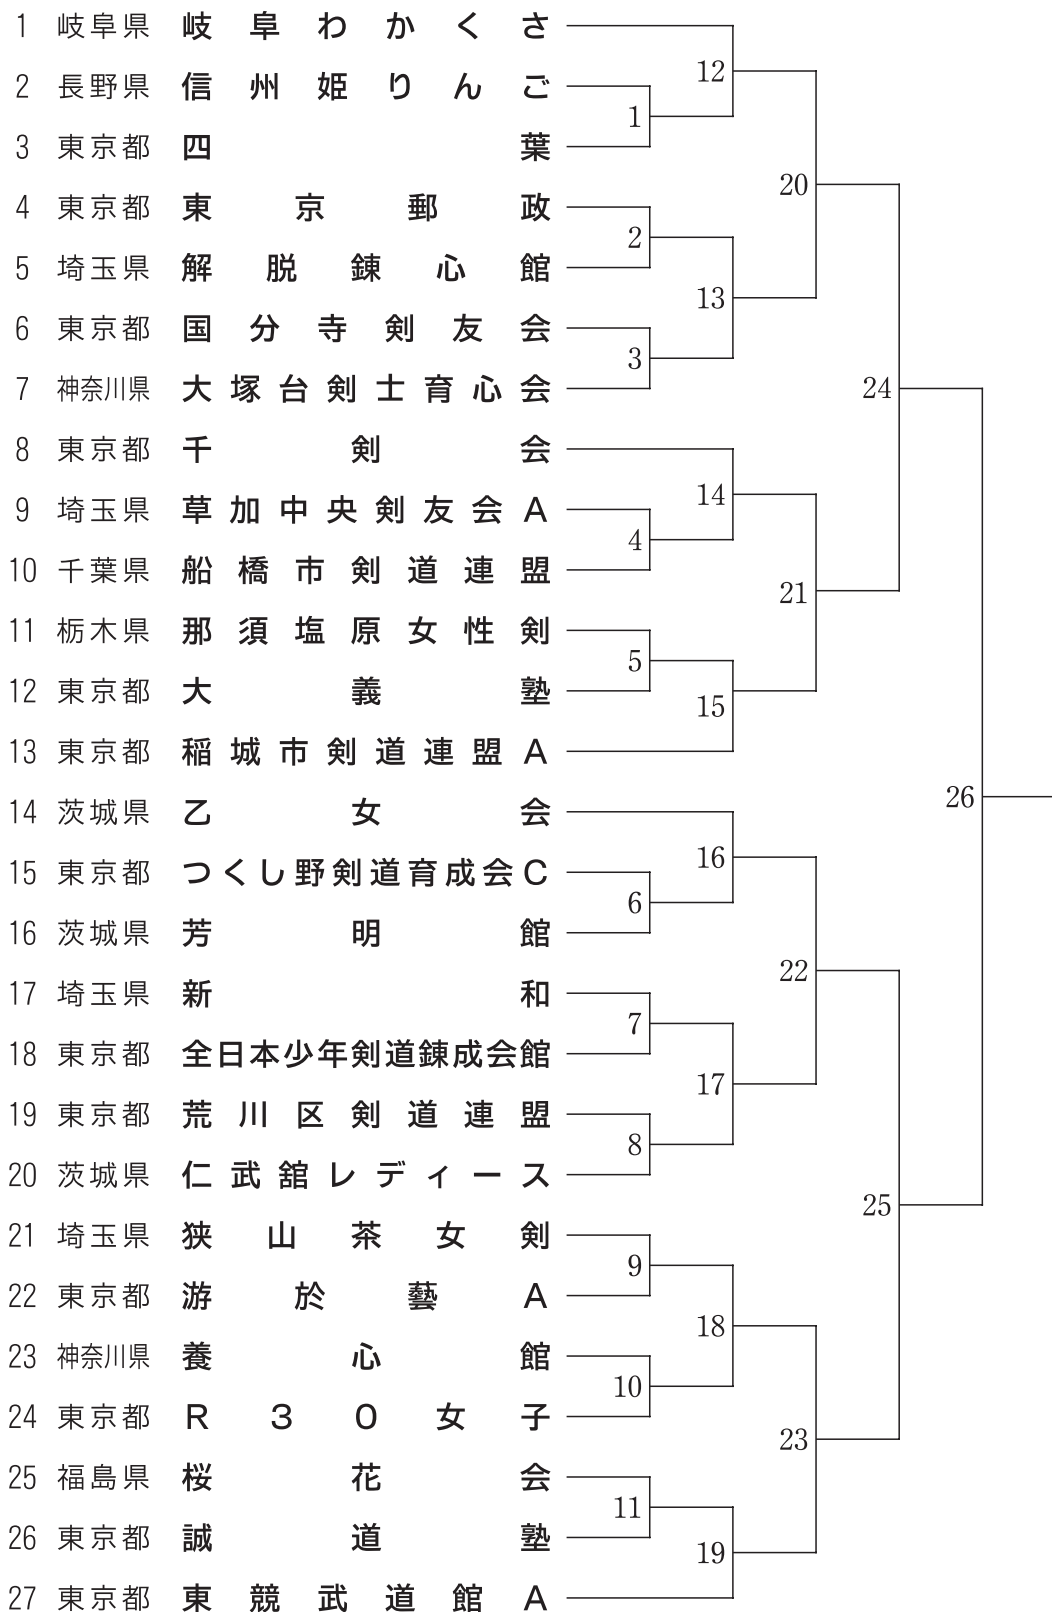 1 岐阜県 岐阜わかくさ
2 長野県 信州姫りんご
3 東京都 四葉
4 東京都 東京郵政
5 埼玉県 解脱錬心館
6 東京都 国分寺剣友会
7 神奈川県 大塚台剣士育心会
8 東京都 千剣会
9 埼玉県 草加中央剣友会A
10 千葉県 船橋市剣道連盟
11 栃木県 那須塩原女性剣
12 東京都 大義塾
13 東京都 稲城市剣道連盟A
14 茨城県 乙女会
15 東京都 つくし野剣道育成会C
16 茨城県 芳明館
17 埼玉県 新和
18 東京都 全日本少年剣道錬成会館
19 東京都 荒川区剣道連盟
20 茨城県 仁武舘レディース
21 埼玉県 狭山茶女剣
22 東京都 游於藝A
23 神奈川県 養心館
24 東京都 R30女子
25 福島県 桜花会
26 東京都 誠道塾
27 東京都 東競武道館A
1
2
3
4
5
6
7
8
9
10
11
12
13
14
15
16
17
18
19
20
21
22
23
24
25
26